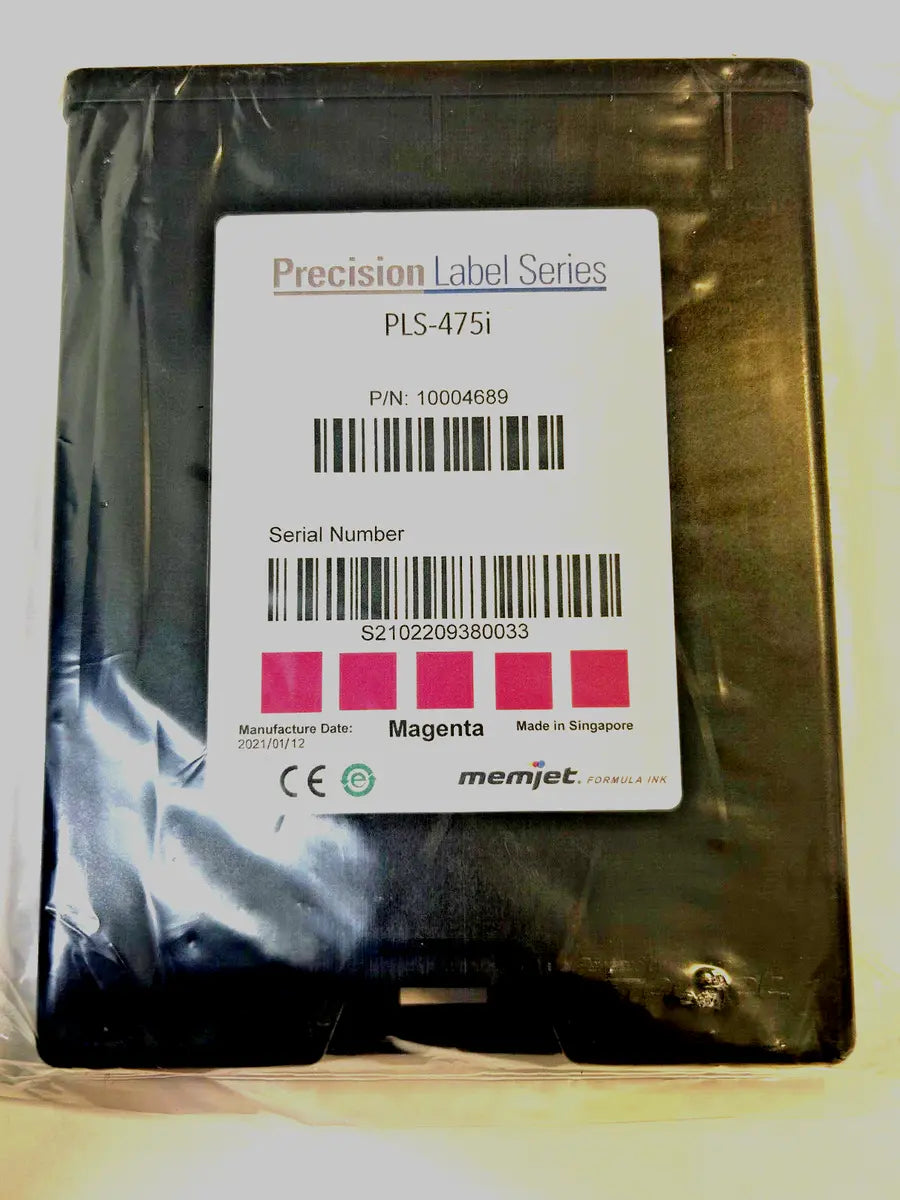 Precision Label Series
PLS-475i
P/N: 10004689
Serial Number
S2102209380033
Manufacture Date:
2021/01/12
Magenta
Made in Singapore
CE e
memjet. FORMULA INK